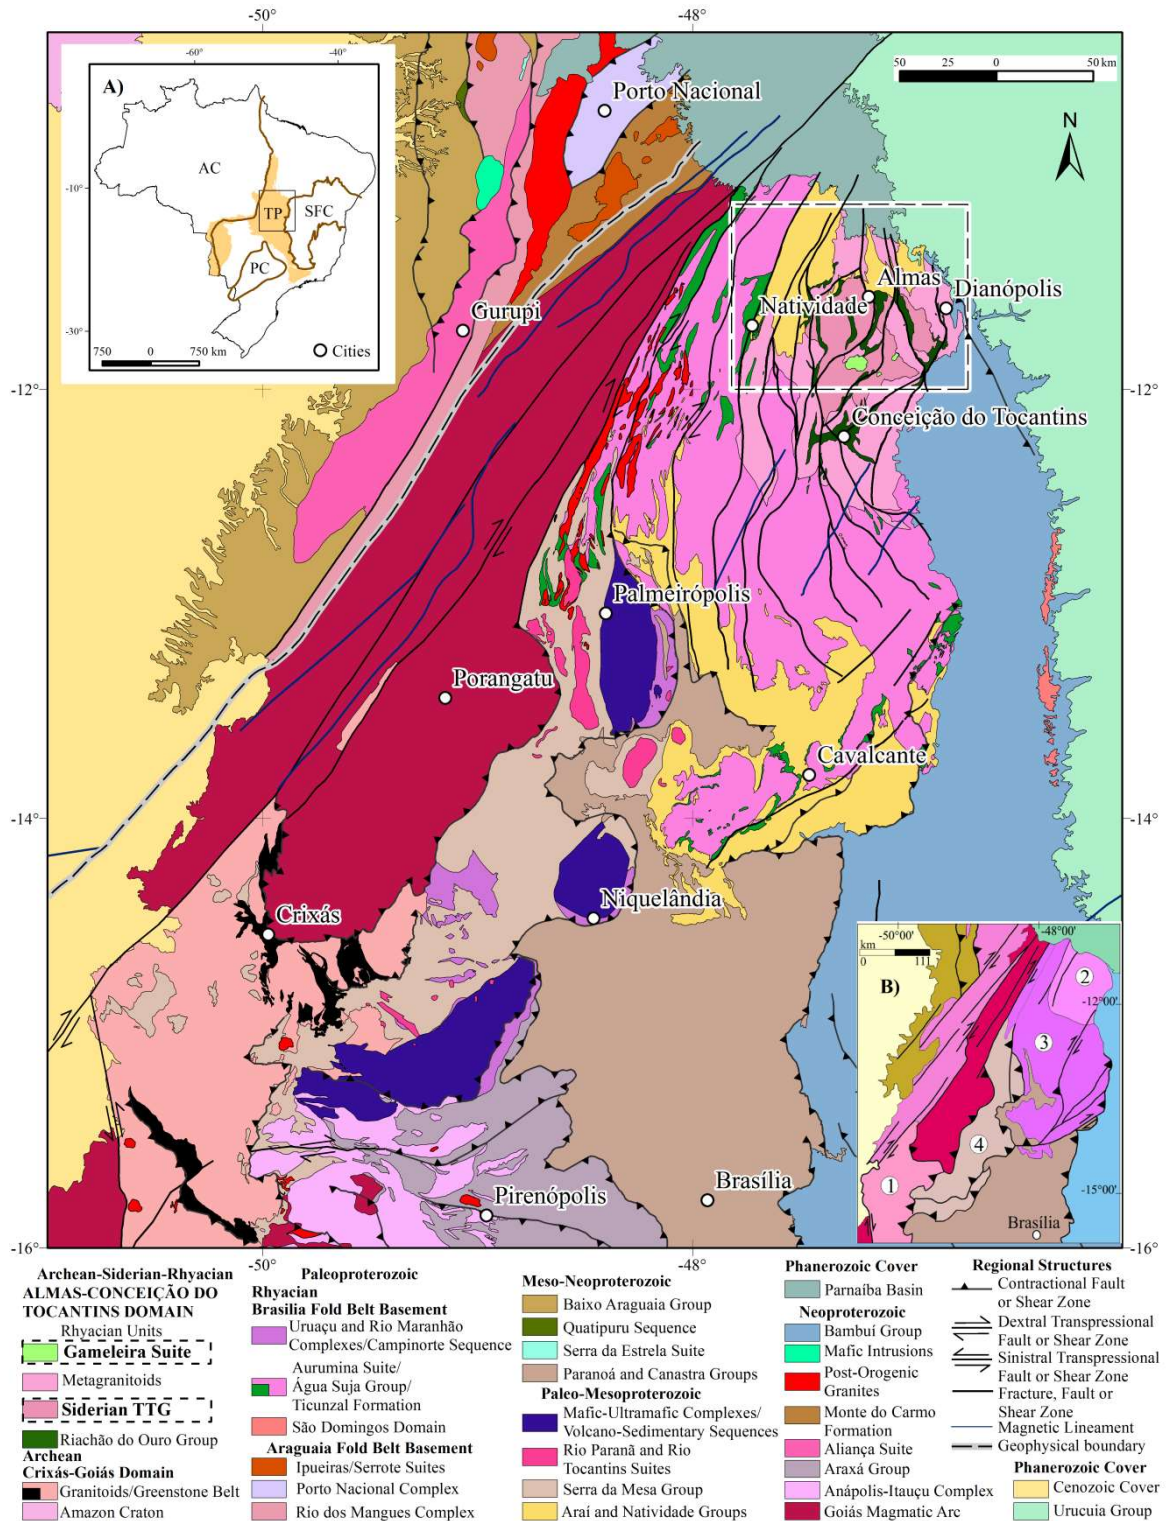 -50°
-48°
-60°
-40°
A)
AC
-10°
TP
SFC
PC
-30°
750 0 750 km
Cities
50 25 0 50 km
N
Porto Nacional
Almas
Dianópolis
Natividade
Gurupi
-12°
-12°
Conceição do Tocantins
Palmeirópolis
Porangatu
Cavalcante
-14°
-14°
Niquelândia
Crixás
-50°00'
-48°00'
km
0 111
B)
2
-12°00'
3
4
1
-15°00'
Brasília
Brasília
Pirenópolis
-16°
-16°
-50°
-48°
Archean-Siderian-Rhyacian
ALMAS-CONCEIÇÃO DO
TOCANTINS DOMAIN
Rhyacian Units
Gameleira Suite
Metagranitoids
Siderian TTG
Riachão do Ouro Group
Archean
Crixás-Goiás Domain
Granitoids/Greenstone Belt
Amazon Craton
Paleoproterozoic
Rhyacian
Brasilia Fold Belt Basement
Uruaçu and Rio Maranhão
Complexes/Campinorte Sequence
Aurumina Suite/
Água Suja Group/
Ticunzal Formation
São Domingos Domain
Araguaia Fold Belt Basement
Ipueiras/Serrote Suites
Porto Nacional Complex
Rio dos Mangues Complex
Meso-Neoproterozoic
Baixo Araguaia Group
Quatipuru Sequence
Serra da Estrela Suite
Paranoá and Canastra Groups
Paleo-Mesoproterozoic
Mafic-Ultramafic Complexes/
Volcano-Sedimentary Sequences
Rio Paranã and Rio
Tocantins Suites
Serra da Mesa Group
Araí and Natividade Groups
Phanerozoic Cover
Parnaíba Basin
Neoproterozoic
Bambuí Group
Mafic Intrusions
Post-Orogenic
Granites
Monte do Carmo
Formation
Aliança Suite
Araxá Group
Anápolis-Itauçu Complex
Goiás Magmatic Arc
Regional Structures
Contractional Fault
or Shear Zone
Dextral Transpressional
Fault or Shear Zone
Sinistral Transpressional
Fault or Shear Zone
Fracture, Fault or
Shear Zone
Magnetic Lineament
Geophysical boundary
Phanerozoic Cover
Cenozoic Cover
Urucuia Group